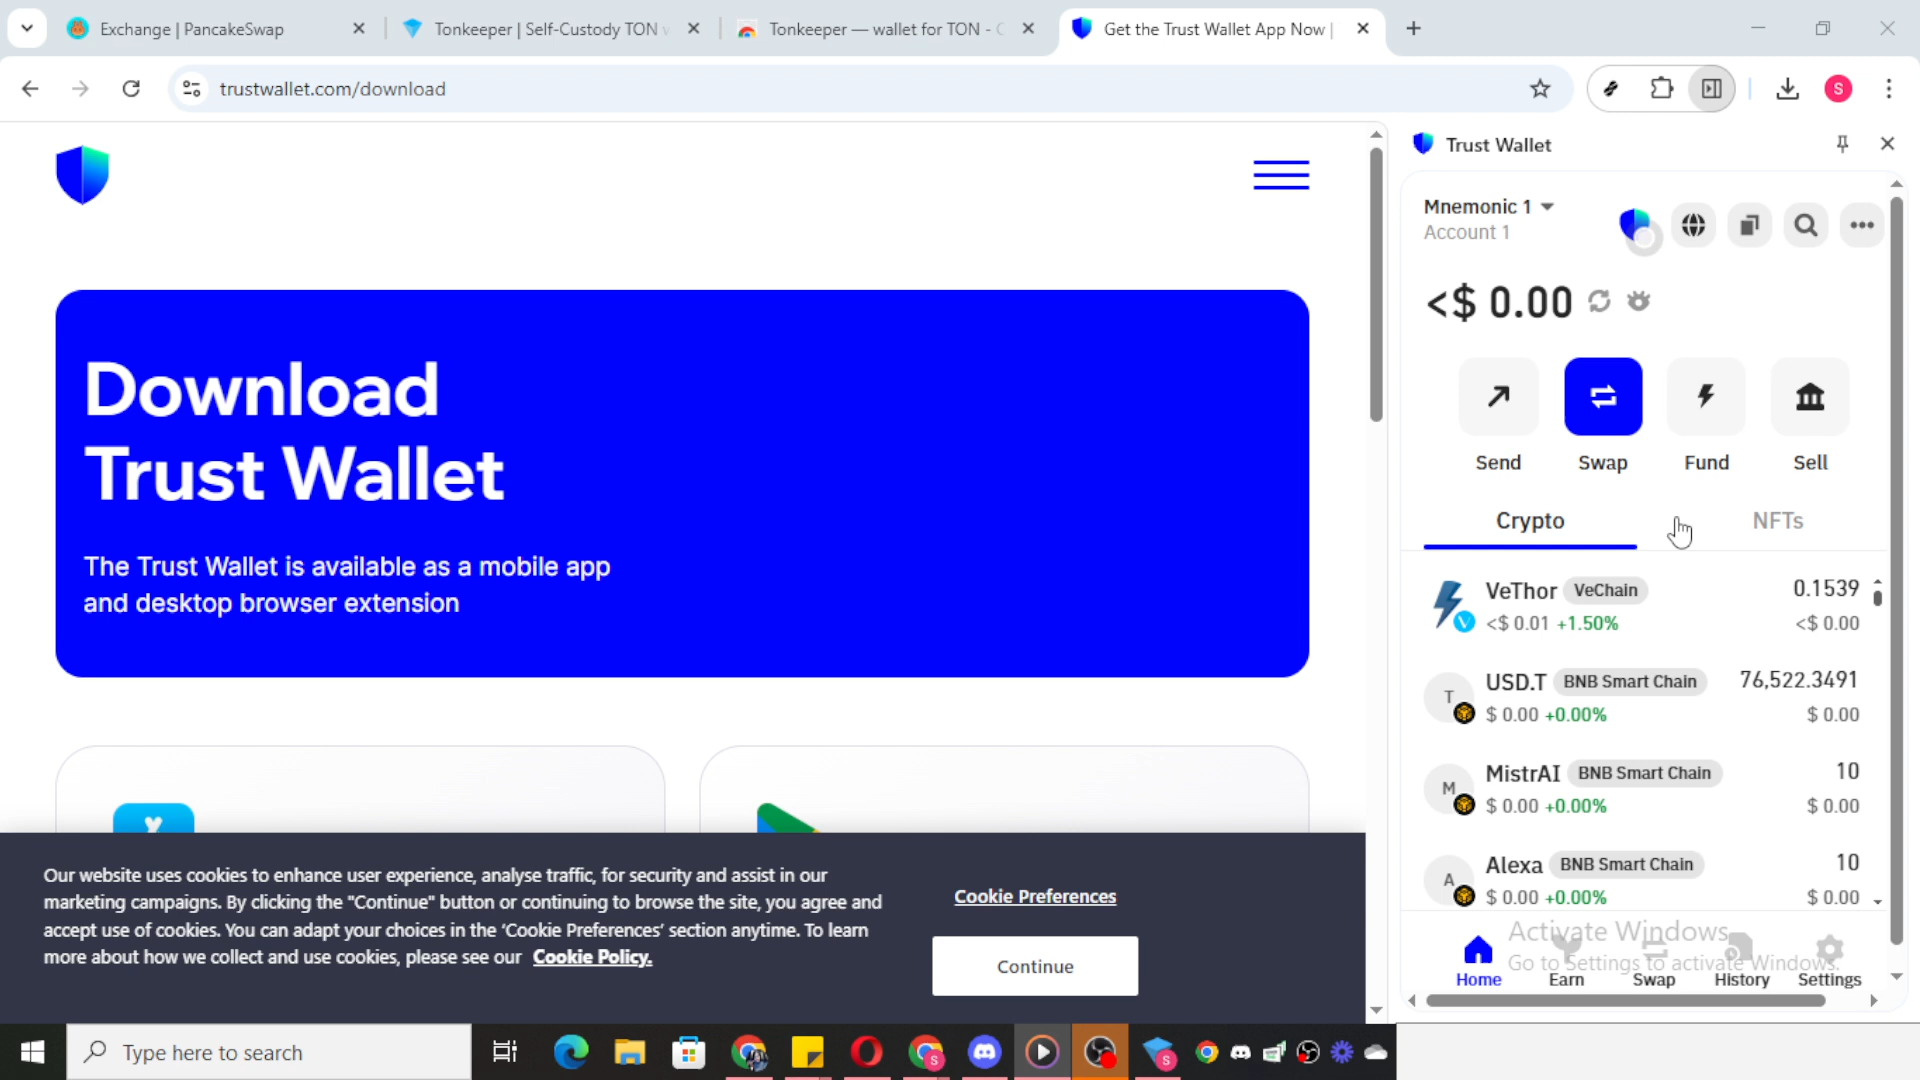 Exchange | PancakeSwap
Tonkeeper | Self-Custody TON
Tonkeeper — wallet for TON -
Get the Trust Wallet App Now |
trustwallet.com/download
S
Download
Trust Wallet
The Trust Wallet is available as a mobile app
and desktop browser extension
Our website uses cookies to enhance user experience, analyse traffic, for security and assist in our
marketing campaigns. By clicking the "Continue" button or continuing to browse the site, you agree and
accept use of cookies. You can adapt your choices in the 'Cookie Preferences' section anytime. To learn
more about how we collect and use cookies, please see our Cookie Policy.
Cookie Preferences
Continue
Trust Wallet
Mnemonic 1
Account 1
<$ 0.00
Send Swap Fund Sell
Crypto NFTs
VeThor VeChain 0.1539
<$ 0.01 +1.50% <$ 0.00
T USD.T BNB Smart Chain 76,522.3491
$ 0.00 +0.00% $ 0.00
M MistrAI BNB Smart Chain 10
$ 0.00 +0.00% $ 0.00
A Alexa BNB Smart Chain 10
$ 0.00 +0.00% $ 0.00
Activate Windows
Go to Settings to activate Windows.
Home Earn Swap History Settings
Type here to search
S
S